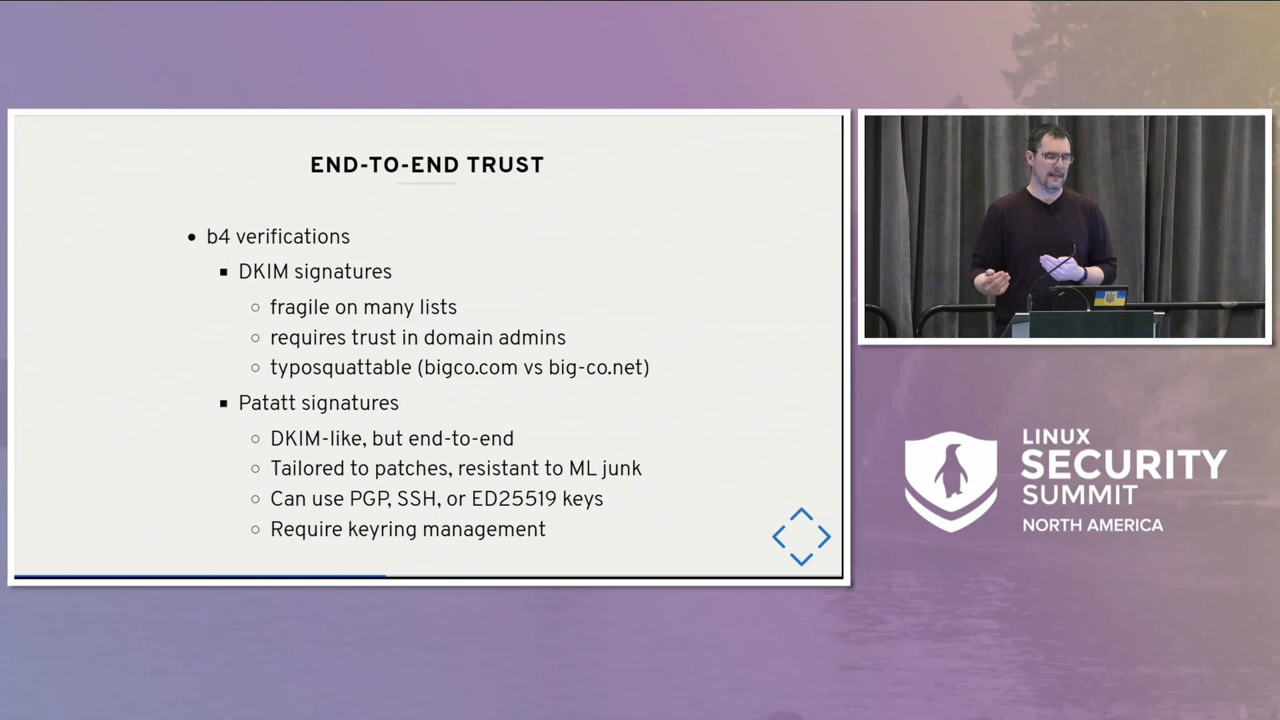 END-TO-END TRUST
b4 verifications
DKIM signatures
fragile on many lists
requires trust in domain admins
typosquattable (bigco.com vs big-co.net)
Patatt signatures
DKIM-like, but end-to-end
Tailored to patches, resistant to ML junk
Can use PGP, SSH, or ED25519 keys
Require keyring management
LINUX
SECURITY
SUMMIT
NORTH AMERICA